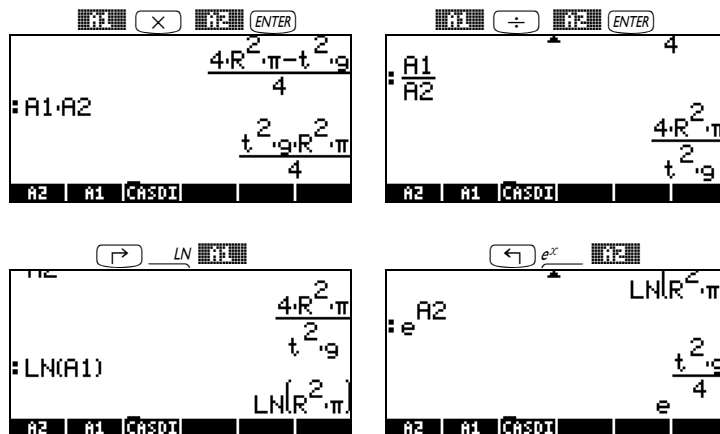 A1 × A2 ENTER
4·R²·π-t²·g
4
:A1·A2
t²·g·R²·π
4
A2 A1 CASDI
A1 ÷ A2 ENTER
4
:A1
A2
4·R²·π
t²·g
A2 A1 CASDI
LN A1
4·R²·π
t²·g
:LN(A1)
LN(R²·π)
A2 A1 CASDI
eˣ A2
LN(R²·π
:e^A2
t²·g
4
e
A2 A1 CASDI